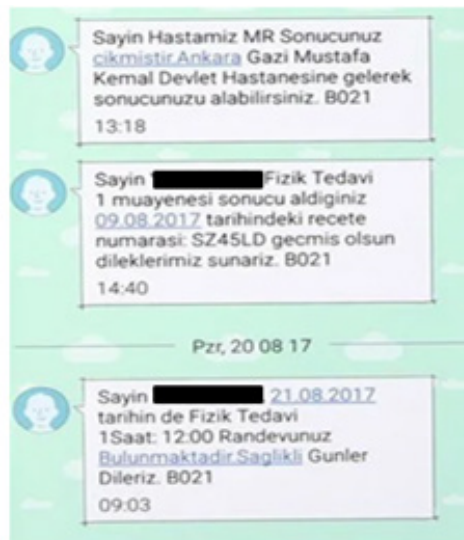 Sayin Hastamiz MR Sonucunuz
cikmistir.Ankara Gazi Mustafa
Kemal Devlet Hastanesine gelerek
sonucunuzu alabilirsiniz. B021
13:18
Sayin Fizik Tedavi
1 muayenesi sonucu aldiginiz
09.08.2017 tarihindeki recete
numarasi: SZ45LD gecmis olsun
dileklerimiz sunariz. B021
14:40
Pzr, 20 08 17
Sayin 21.08.2017
tarihin de Fizik Tedavi
1Saat: 12:00 Randevunuz
Bulunmaktadir.Saglikli Gunler
Dileriz. B021
09:03